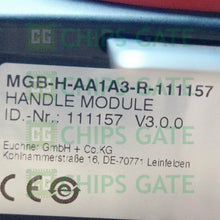 CHIPS GATE
MGB-H-AA1A3-R-111157
HANDLE MODULE
ID.-Nr.: 111157 V3.0.0
Euchner GmbH + Co.KG
Kohlhammerstraße 16, DE-70771 Leinfelden
CE
CHIPS GATE